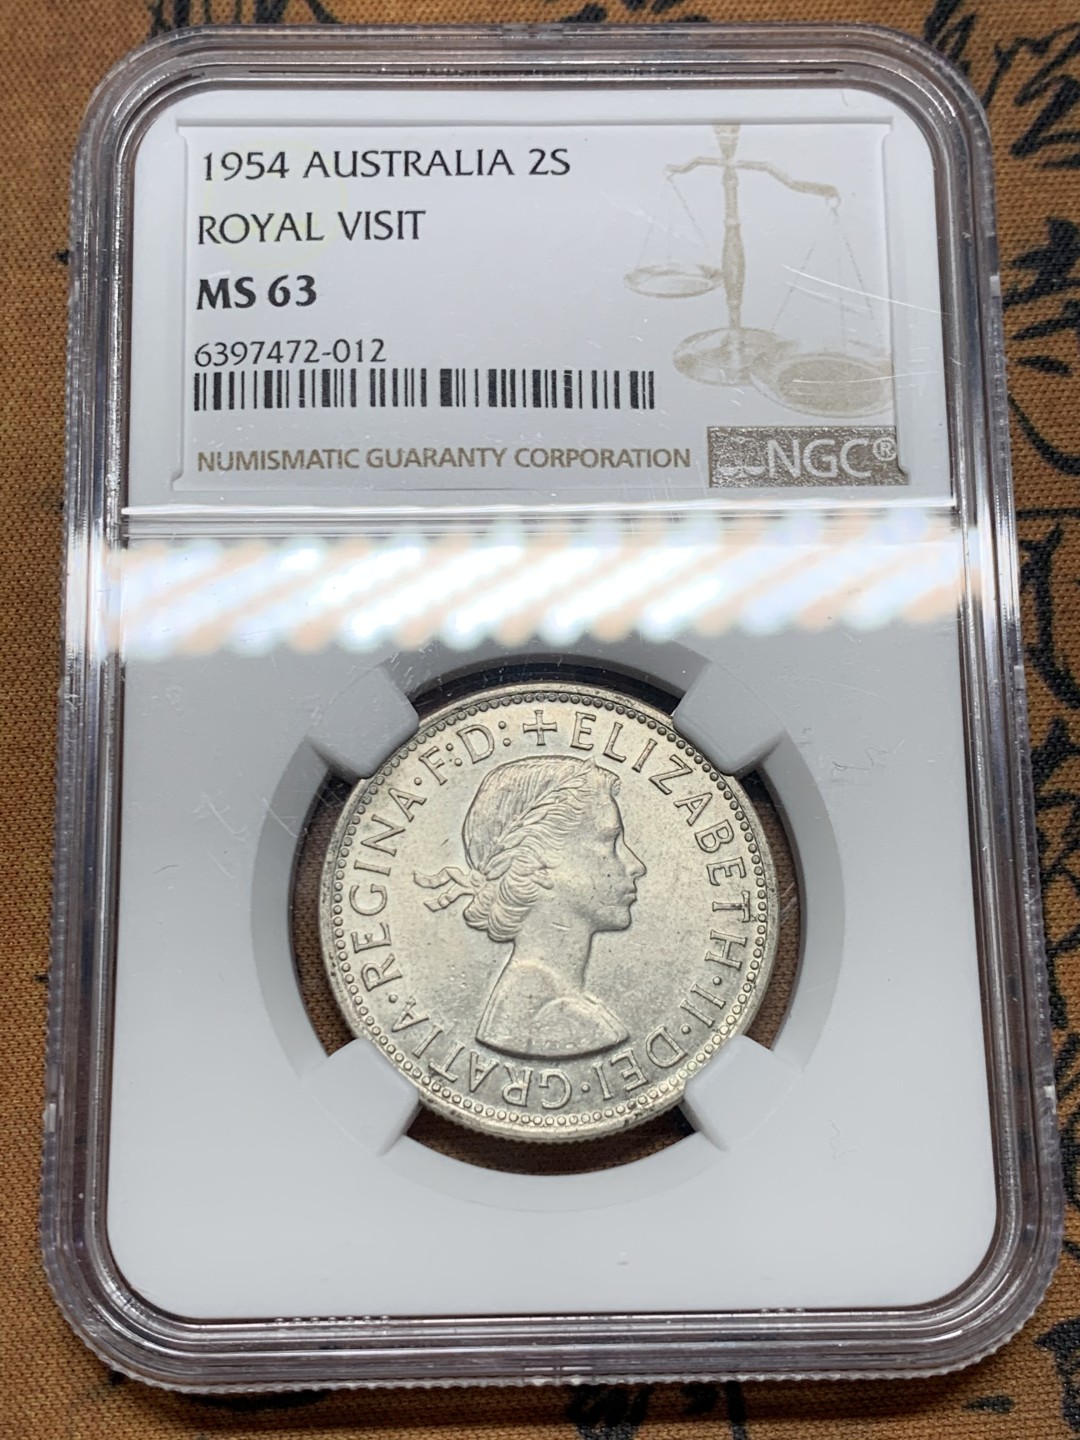 1954 AUSTRALIA 2S
ROYAL VISIT
MS 63
6397472-012
NUMISMATIC GUARANTY CORPORATION
NGC®
+ELIZABETH·II·DEI·GRATIA·REGINA·F:D: